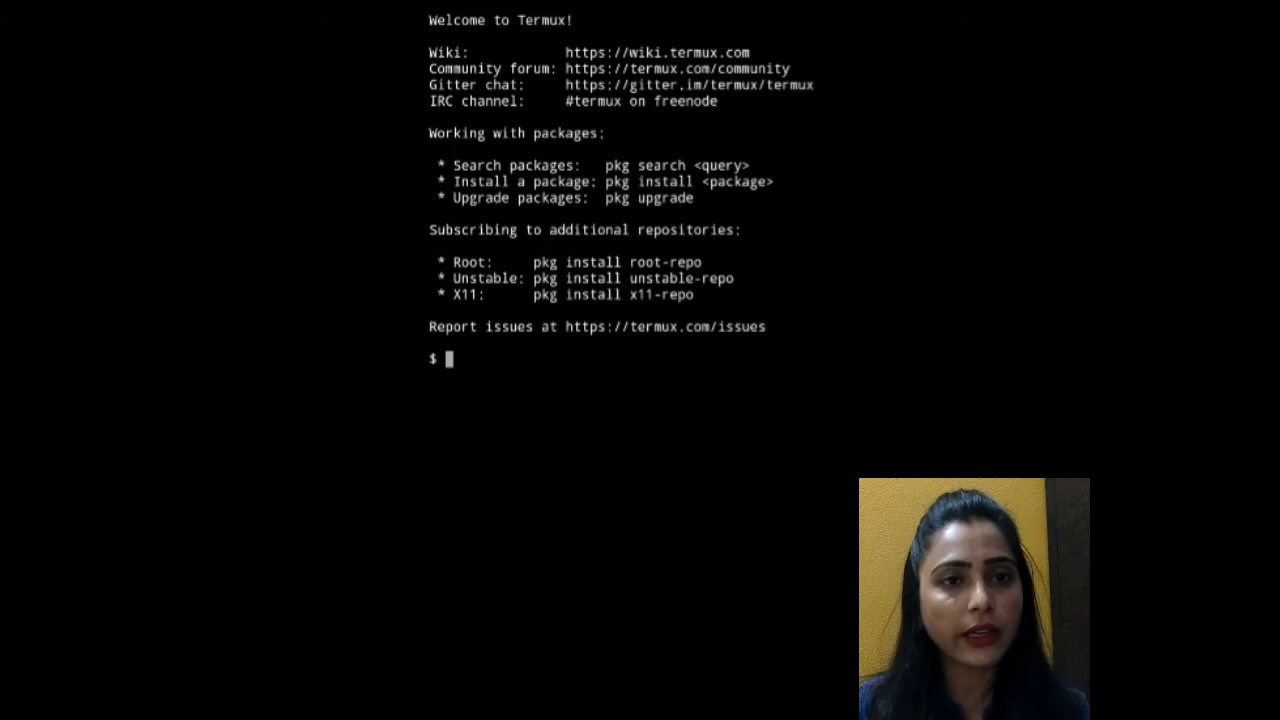 Welcome to Termux!
Wiki: https://wiki.termux.com
Community forum: https://termux.com/community
Gitter chat: https://gitter.im/termux/termux
IRC channel: #termux on freenode
Working with packages:
* Search packages: pkg search <query>
* Install a package: pkg install <package>
* Upgrade packages: pkg upgrade
Subscribing to additional repositories:
* Root: pkg install root-repo
* Unstable: pkg install unstable-repo
* X11: pkg install x11-repo
Report issues at https://termux.com/issues
$